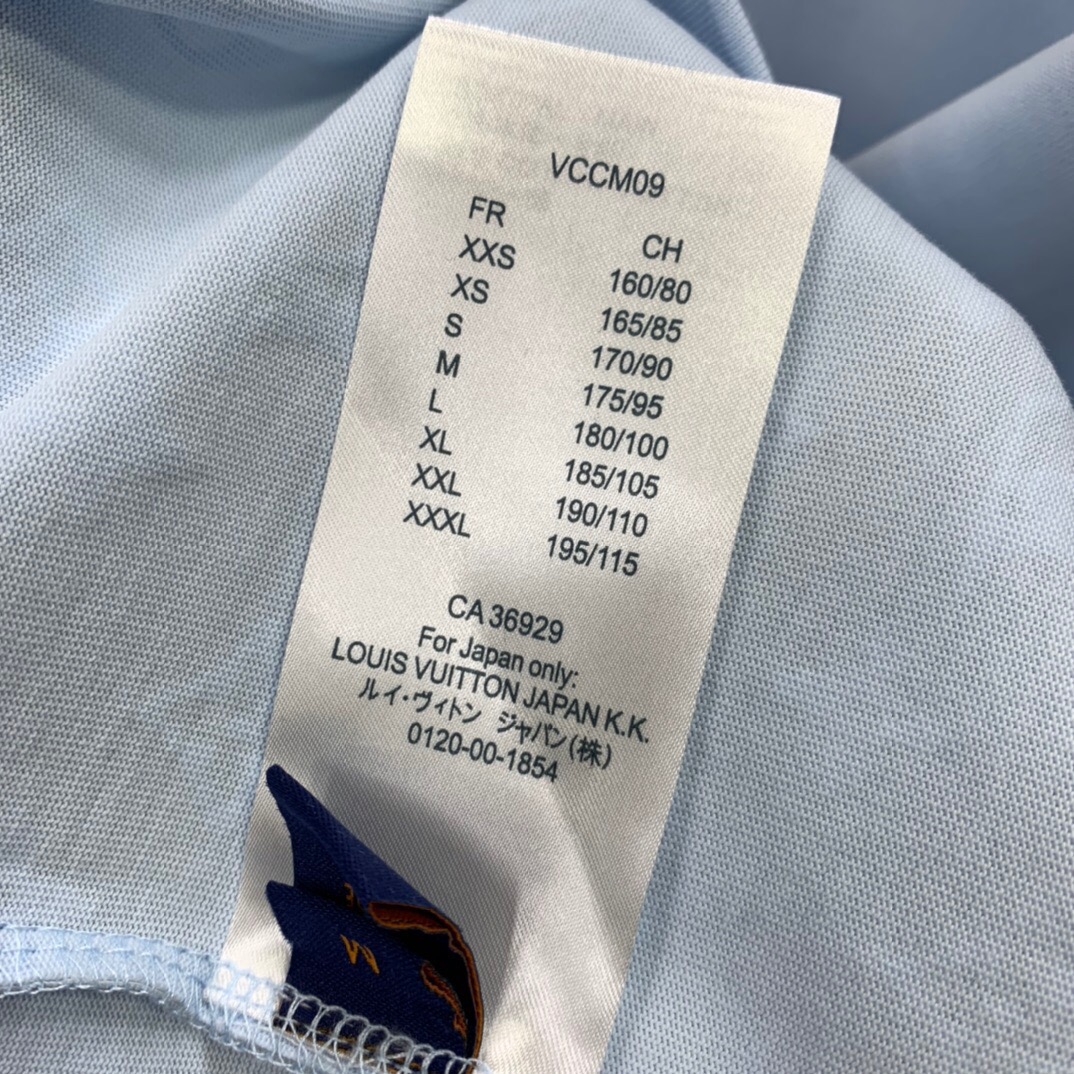 VCCM09
FR CH
XXS 160/80
XS 165/85
S 170/90
M 175/95
L 180/100
XL 185/105
XXL 190/110
XXXL 195/115
CA 36929
For Japan only:
LOUIS VUITTON JAPAN K.K.
ルイ・ヴィトン ジャパン(株)
0120-00-1854